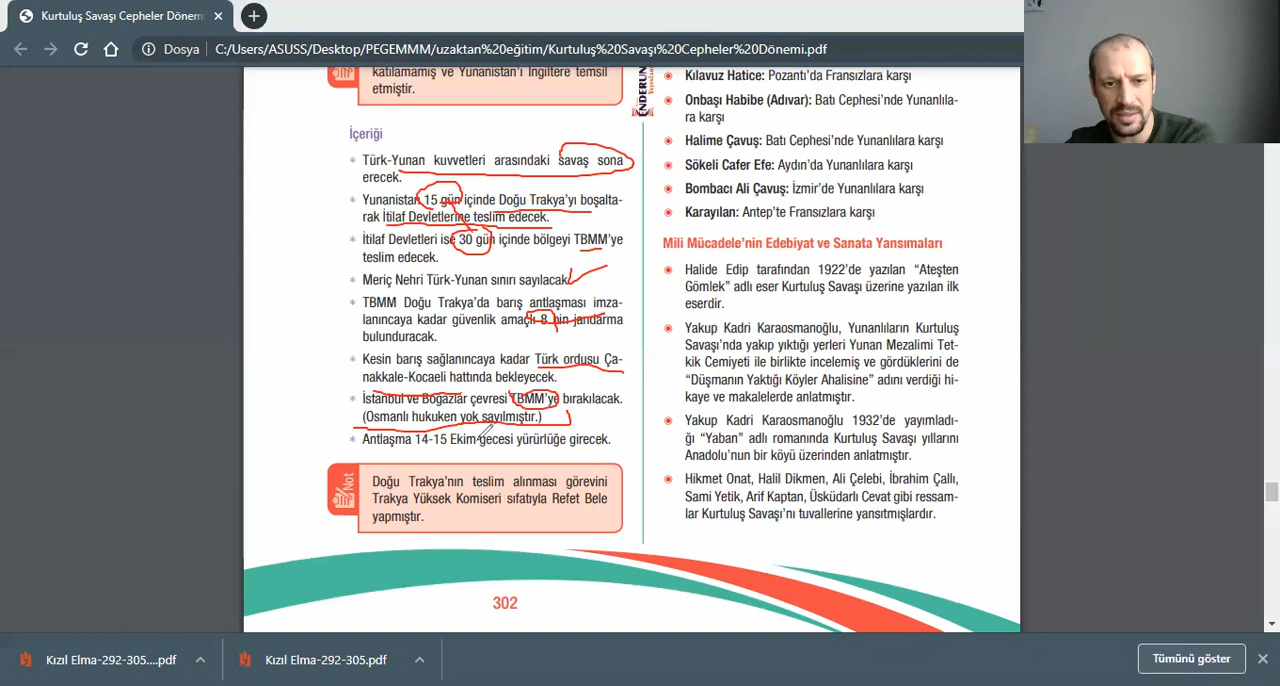 Kurtuluş Savaşı Cepheler Dönem
Dosya
C:/Users/ASUSS/Desktop/PEGEMMM/uzaktan%20eğitim/Kurtuluş%20Savaşı%20Cepheler%20Dönemi.pdf
katılamamış ve Yunanistan'ı İngiltere temsil
etmiştir.
İçeriği
* Türk-Yunan kuvvetleri arasındaki savaş sona
erecek.
* Yunanistan 15 gün içinde Doğu Trakya'yı boşalta-
rak İtilaf Devletlerine teslim edecek.
* İtilaf Devletleri ise 30 gün içinde bölgeyi TBMM'ye
teslim edecek.
* Meriç Nehri Türk-Yunan sınırı sayılacak
* TBMM Doğu Trakya'da barış antlaşması imza-
lanıncaya kadar güvenlik amaçlı 8 bin jandarma
bulunduracak.
* Kesin barış sağlanıncaya kadar Türk ordusu Ça-
nakkale-Kocaeli hattında bekleyecek.
* İstanbul ve Boğazlar çevresi TBMM'ye bırakılacak.
(Osmanlı hukuken yok sayılmıştır.)
* Antlaşma 14-15 Ekim gecesi yürürlüğe girecek.
Not
Doğu Trakya'nın teslim alınması görevini
Trakya Yüksek Komiseri sıfatıyla Refet Bele
yapmıştır.
ENDERUN
Yayınları
Kılavuz Hatice: Pozantı'da Fransızlara karşı
Onbaşı Habibe (Adıvar): Batı Cephesi'nde Yunanlıla-
ra karşı
Halime Çavuş: Batı Cephesi'nde Yunanlılara karşı
Sökeli Cafer Efe: Aydın'da Yunanlılara karşı
Bombacı Ali Çavuş: İzmir'de Yunanlılara karşı
Karayılan: Antep'te Fransızlara karşı
Mili Mücadele'nin Edebiyat ve Sanata Yansımaları
Halide Edip tarafından 1922'de yazılan "Ateşten
Gömlek" adlı eser Kurtuluş Savaşı üzerine yazılan ilk
eserdir.
Yakup Kadri Karaosmanoğlu, Yunanlıların Kurtuluş
Savaşı'nda yakıp yıktığı yerleri Yunan Mezalimi Tet-
kik Cemiyeti ile birlikte incelemiş ve gördüklerini de
"Düşmanın Yaktığı Köyler Ahalisine" adını verdiği hi-
kaye ve makalelerde anlatmıştır.
Yakup Kadri Karaosmanoğlu 1932'de yayımladı-
ğı "Yaban" adlı romanında Kurtuluş Savaşı yıllarını
Anadolu'nun bir köyü üzerinden anlatmıştır.
Hikmet Onat, Halil Dikmen, Ali Çelebi, İbrahim Çallı,
Sami Yetik, Arif Kaptan, Üsküdarlı Cevat gibi ressam-
lar Kurtuluş Savaşı'nı tuvallerine yansıtmışlardır.
302
Kızıl Elma-292-305....pdf
Kızıl Elma-292-305.pdf
Tümünü göster